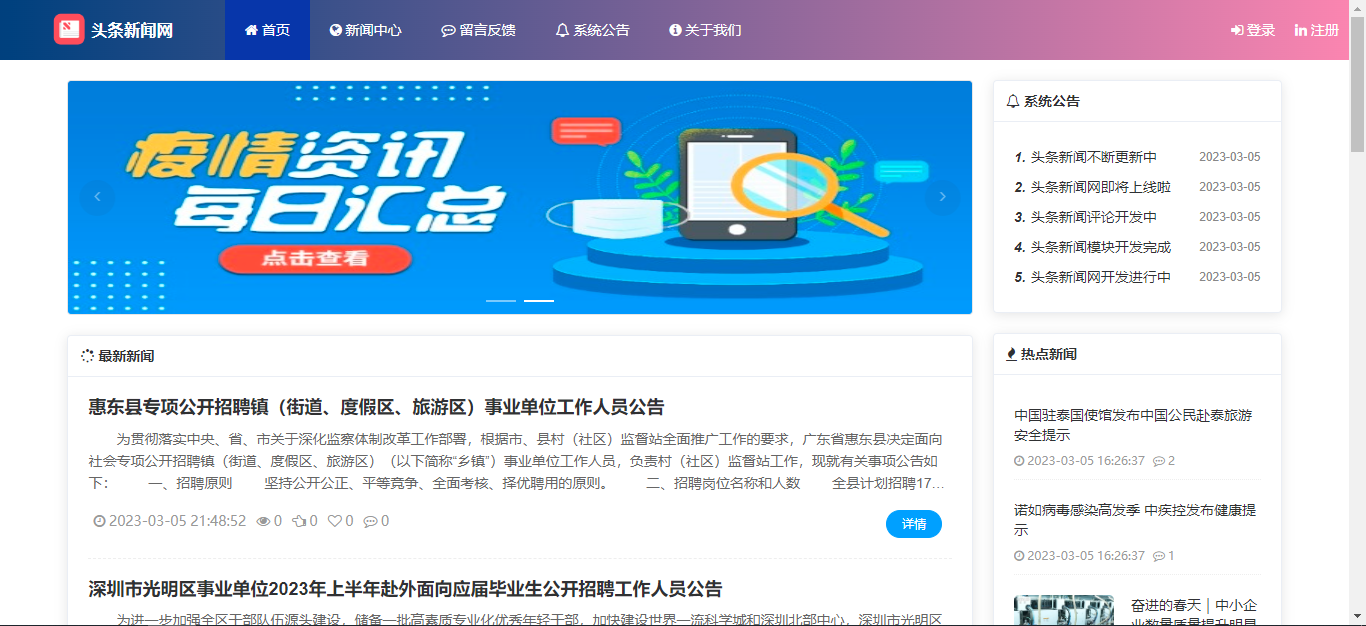 头条新闻网 首页 新闻中心 留言反馈 系统公告 关于我们 登录 注册
疫情资讯
每日汇总
点击查看
系统公告
1. 头条新闻不断更新中 2023-03-05
2. 头条新闻网即将上线啦 2023-03-05
3. 头条新闻评论开发中 2023-03-05
4. 头条新闻模块开发完成 2023-03-05
5. 头条新闻网开发进行中 2023-03-05
最新新闻
惠东县专项公开招聘镇（街道、度假区、旅游区）事业单位工作人员公告
为贯彻落实中央、省、市关于深化监察体制改革工作部署，根据市、县村（社区）监督站全面推广工作的要求，广东省惠东县决定面向
社会专项公开招聘镇（街道、度假区、旅游区）（以下简称“乡镇”）事业单位工作人员，负责村（社区）监督站工作，现就有关事项公告如
下： 一、招聘原则 坚持公开公正、平等竞争、全面考核、择优聘用的原则。 二、招聘岗位名称和人数 全县计划招聘17…
2023-03-05 21:48:52 0 0 0 0
详情
深圳市光明区事业单位2023年上半年赴外面向应届毕业生公开招聘工作人员公告
为进一步加强全区干部队伍源头建设，储备一批高素质专业化优秀年轻干部，加快建设世界一流科学城和深圳北部中心，深圳市光明区
热点新闻
中国驻泰国使馆发布中国公民赴泰旅游
安全提示
2023-03-05 16:26:37 2
诺如病毒感染高发季 中疾控发布健康提
示
2023-03-05 16:26:37 1
奋进的春天｜中小企
业数量质量提升明显